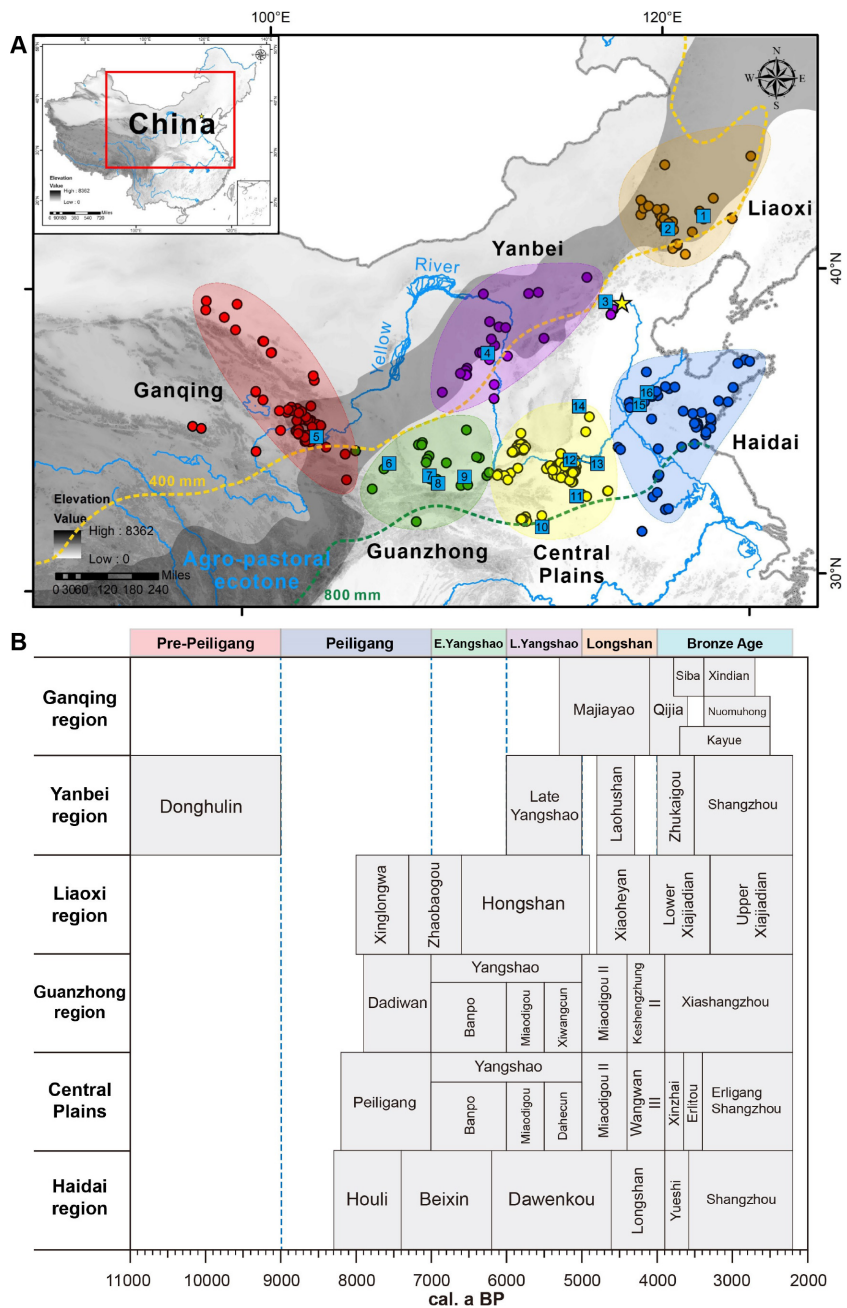 A
100°E
120°E
China
Elevation
Value
High : 8362
Low : 0
Miles
N
W
E
S
Liaoxi
1
2
Yanbei
River
Yellow
40°N
3
4
Ganqing
5
14
16
15
Haidai
6
7
8
9
12
13
11
10
400 mm
Elevation
Value
High : 8362
Low : 0
Miles
0 30 60 120 180 240
Agro-pastoral
ecotone
Guanzhong
Central
Plains
800 mm
30°N
B
Pre-Peiligang
Peiligang
E.Yangshao
L.Yangshao
Longshan
Bronze Age
Ganqing
region
Majiayao
Qijia
Siba
Xindian
Nuomuhong
Kayue
Yanbei
region
Donghulin
Late
Yangshao
Laohushan
Zhukaigou
Shangzhou
Liaoxi
region
Xinglongwa
Zhaobaogou
Hongshan
Xiaoheyan
Lower
Xiajiadian
Upper
Xiajiadian
Guanzhong
region
Dadiwan
Yangshao
Banpo
Miaodigou
Xiwangcun
Miaodigou II
Keshengzhung
II
Xiashangzhou
Central
Plains
Peiligang
Yangshao
Banpo
Miaodigou
Dahecun
Miaodigou II
Wangwan
III
Xinzhai
Erlitou
Erligang
Shangzhou
Haidai
region
Houli
Beixin
Dawenkou
Longshan
Yueshi
Shangzhou
11000 10000 9000 8000 7000 6000 5000 4000 3000 2000
cal. a BP